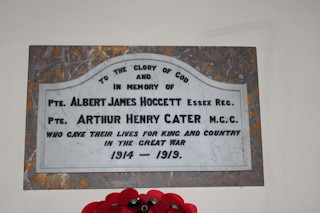 TO THE GLORY OF GOD
AND
IN MEMORY OF
PTE. ALBERT JAMES HOGGETT ESSEX REG.
PTE. ARTHUR HENRY CATER M.G.C.
WHO GAVE THEIR LIVES FOR KING AND COUNTRY
IN THE GREAT WAR
1914 — 1919.